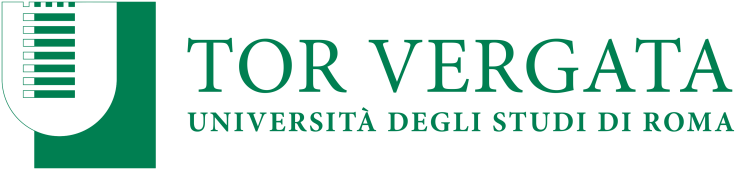 TOR VERGATA
UNIVERSITÀ DEGLI STUDI DI ROMA